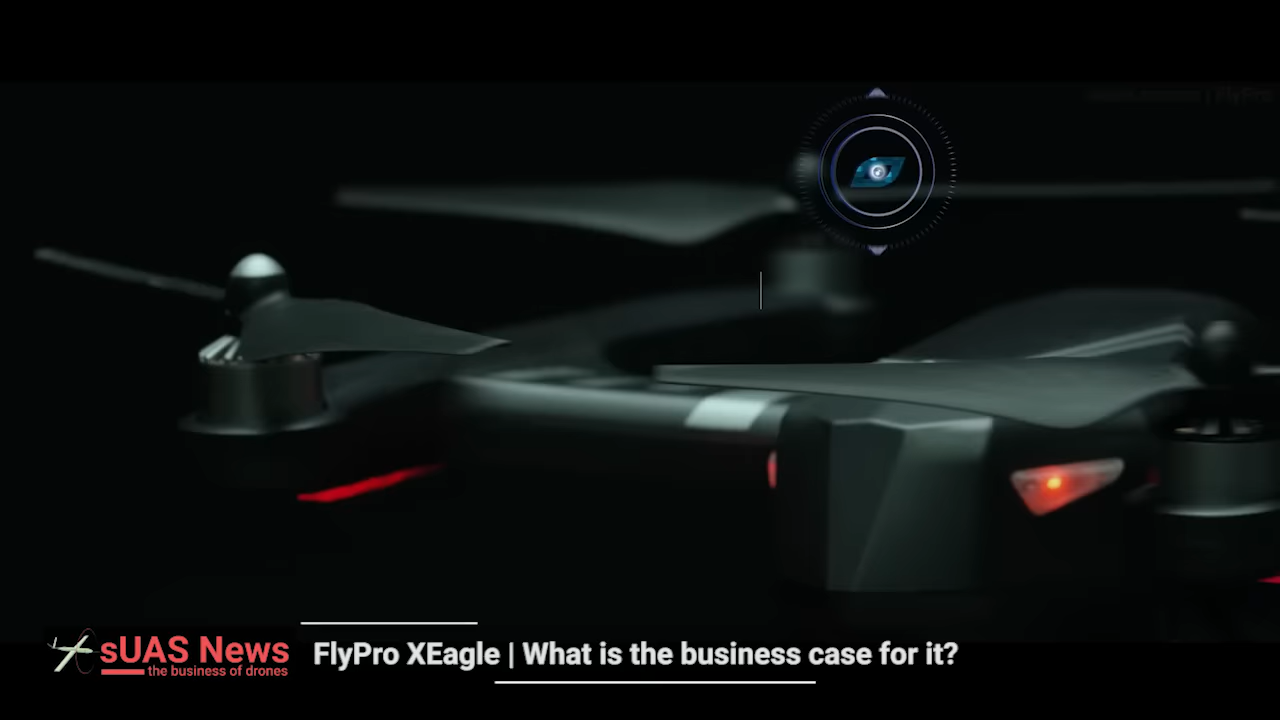 sUAS News
the business of drones
FlyPro XEagle | What is the business case for it?